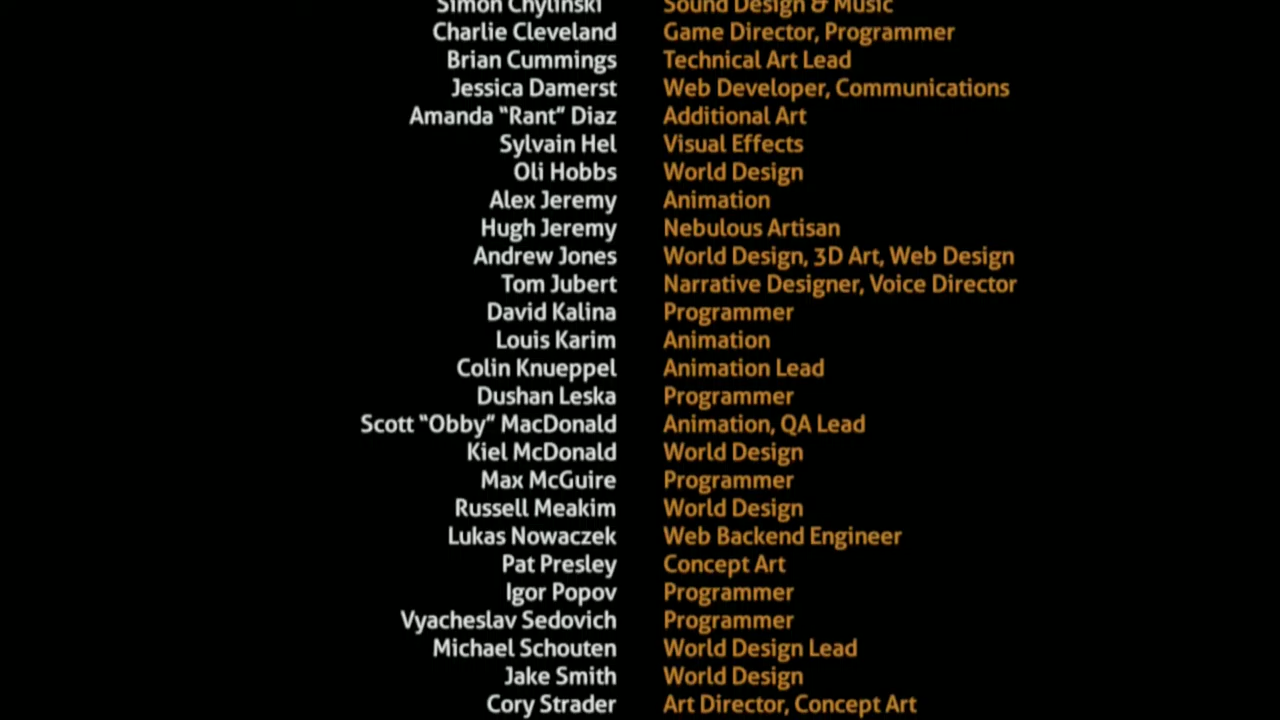 Simon Chylinski Sound Design & Music
Charlie Cleveland Game Director, Programmer
Brian Cummings Technical Art Lead
Jessica Damerst Web Developer, Communications
Amanda “Rant” Diaz Additional Art
Sylvain Hel Visual Effects
Oli Hobbs World Design
Alex Jeremy Animation
Hugh Jeremy Nebulous Artisan
Andrew Jones World Design, 3D Art, Web Design
Tom Jubert Narrative Designer, Voice Director
David Kalina Programmer
Louis Karim Animation
Colin Knueppel Animation Lead
Dushan Leska Programmer
Scott “Obby” MacDonald Animation, QA Lead
Kiel McDonald World Design
Max McGuire Programmer
Russell Meakim World Design
Lukas Nowaczek Web Backend Engineer
Pat Presley Concept Art
Igor Popov Programmer
Vyacheslav Sedovich Programmer
Michael Schouten World Design Lead
Jake Smith World Design
Cory Strader Art Director, Concept Art